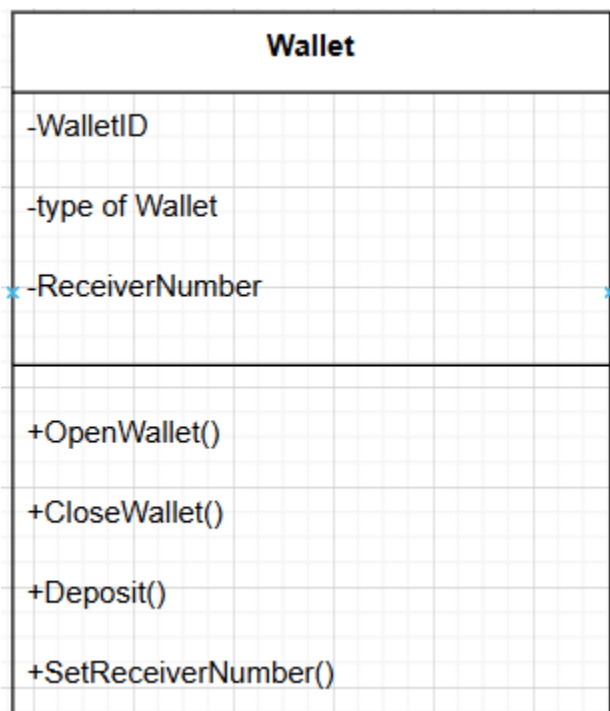 Wallet
-WalletID
-type of Wallet
-ReceiverNumber
+OpenWallet()
+CloseWallet()
+Deposit()
+SetReceiverNumber()